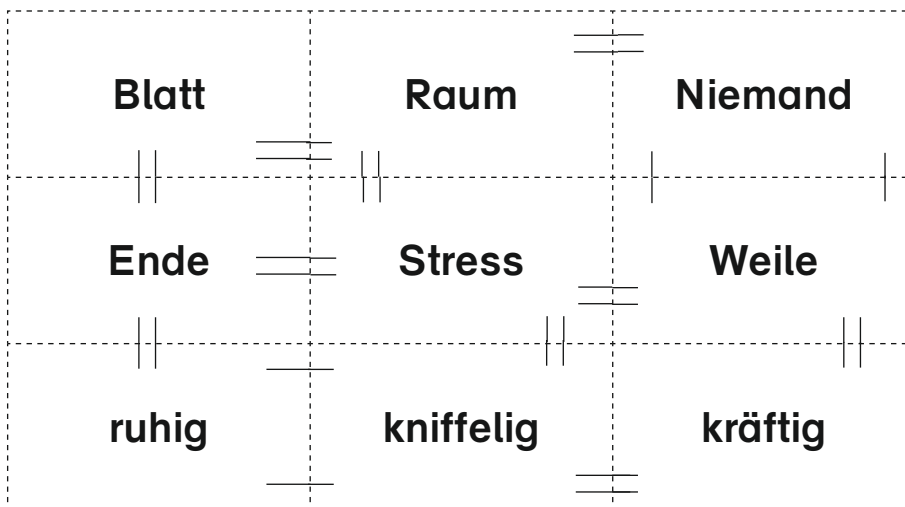 Blatt Raum Niemand
Ende Stress Weile
ruhig kniffelig kräftig